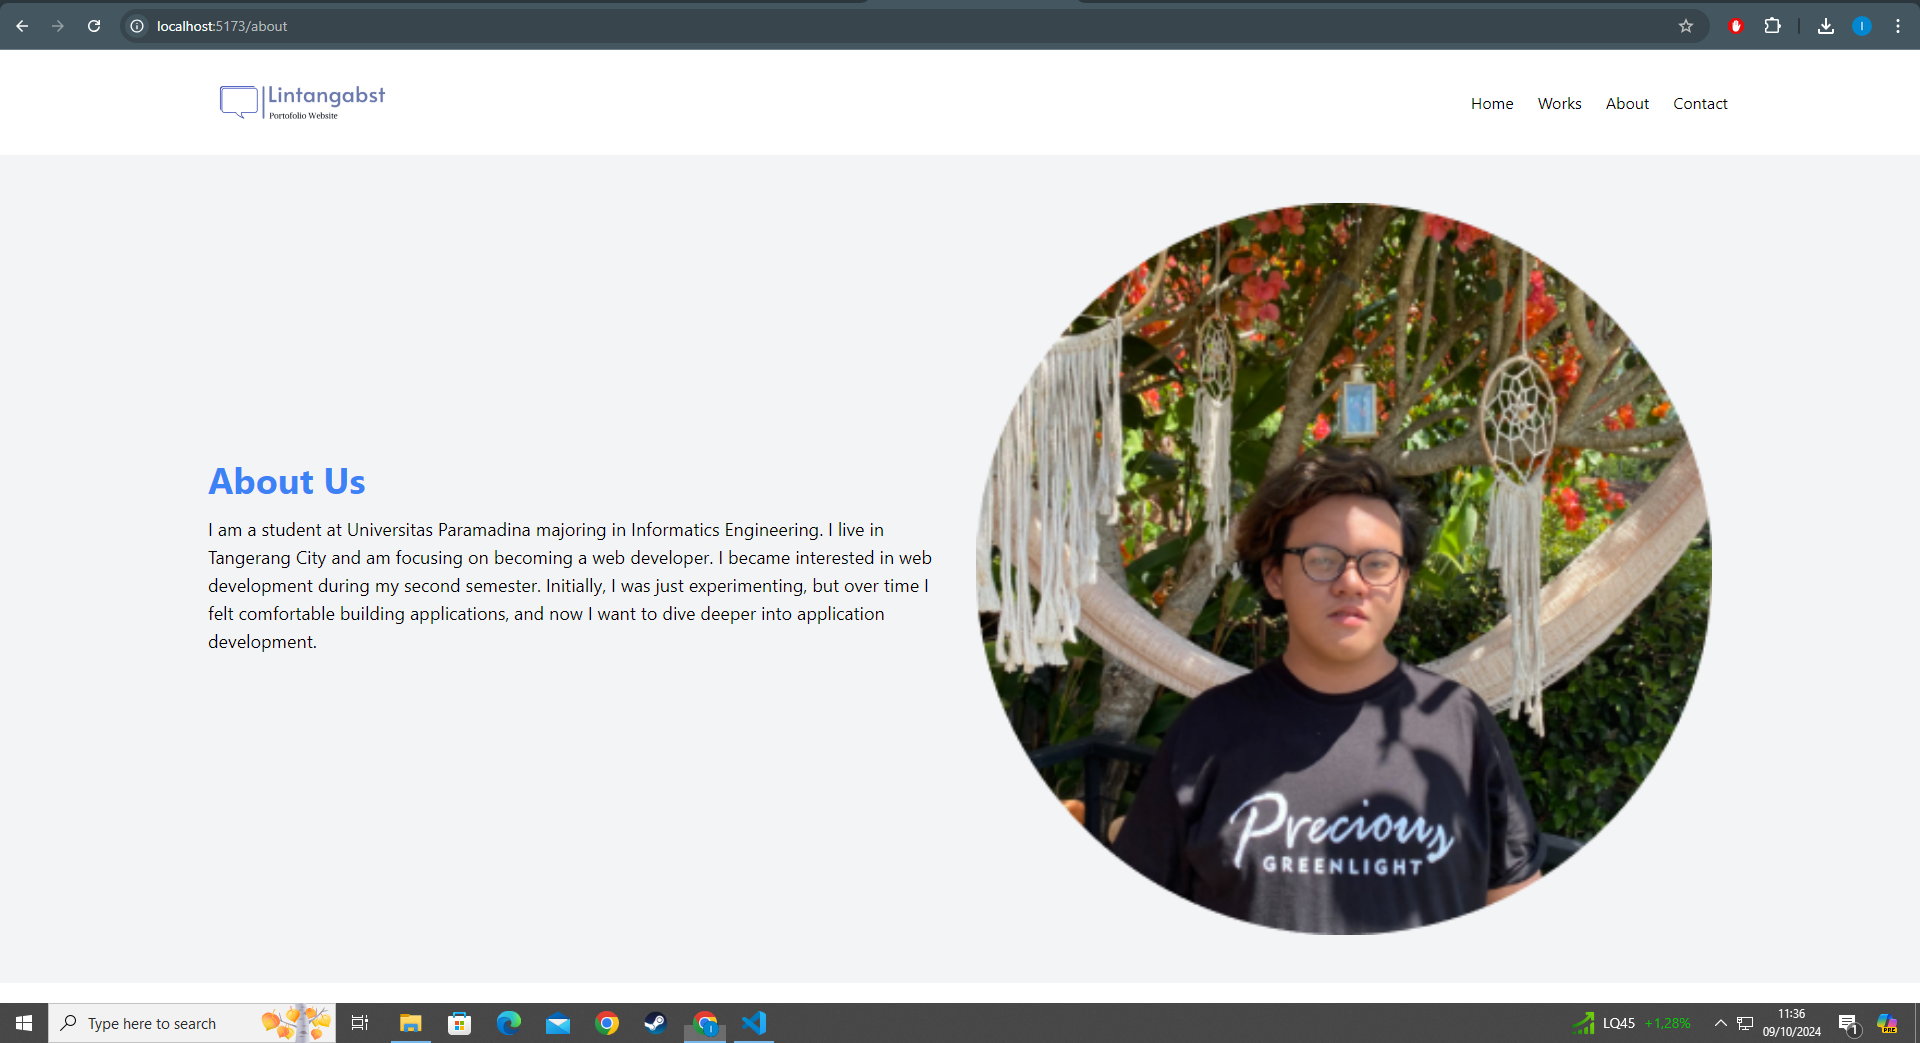 localhost:5173/about
Lintangabst
Portofolio Website
Home Works About Contact
About Us
I am a student at Universitas Paramadina majoring in Informatics Engineering. I live in
Tangerang City and am focusing on becoming a web developer. I became interested in web
development during my second semester. Initially, I was just experimenting, but over time I
felt comfortable building applications, and now I want to dive deeper into application
development.
Precious
GREENLIGHT
Type here to search
LQ45 +1,28%
11:36
09/10/2024
1
PRE